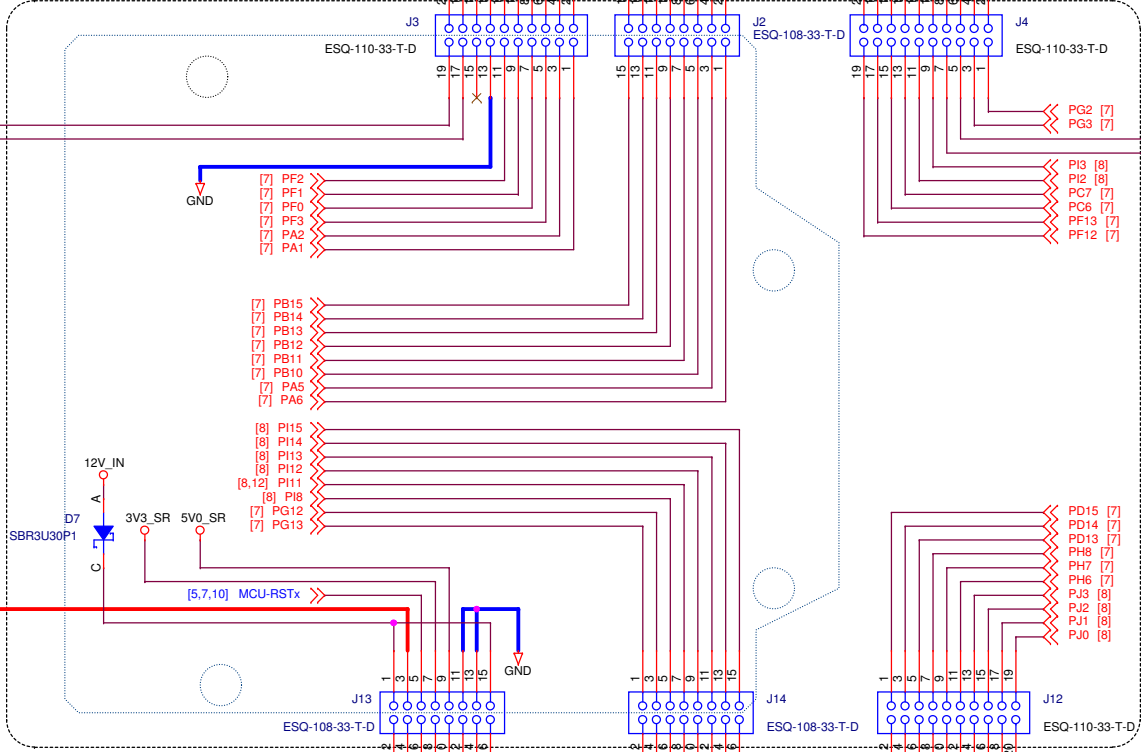 J3
J2
J4
ESQ-110-33-T-D
ESQ-108-33-T-D
ESQ-110-33-T-D
19 17 15 13 11 9 7 5 3 1
15 13 11 9 7 5 3 1
19 17 15 13 11 9 7 5 3 1
PG2 [7]
PG3 [7]
PI3 [8]
PI2 [8]
PC7 [7]
PC6 [7]
PF13 [7]
PF12 [7]
GND
[7] PF2
[7] PF1
[7] PF0
[7] PF3
[7] PA2
[7] PA1
[7] PB15
[7] PB14
[7] PB13
[7] PB12
[7] PB11
[7] PB10
[7] PA5
[7] PA6
[8] PI15
[8] PI14
[8] PI13
[8] PI12
[8,12] PI11
[8] PI8
[7] PG12
[7] PG13
12V_IN
A
D7
SBR3U30P1
C
3V3_SR
5V0_SR
[5,7,10] MCU-RSTx
GND
PD15 [7]
PD14 [7]
PD13 [7]
PH8 [7]
PH7 [7]
PH6 [7]
PJ3 [8]
PJ2 [8]
PJ1 [8]
PJ0 [8]
1 3 5 7 9 11 13 15
1 3 5 7 9 11 13 15
1 3 5 7 9 11 13 15 17 19
J13
J14
J12
ESQ-108-33-T-D
ESQ-108-33-T-D
ESQ-110-33-T-D